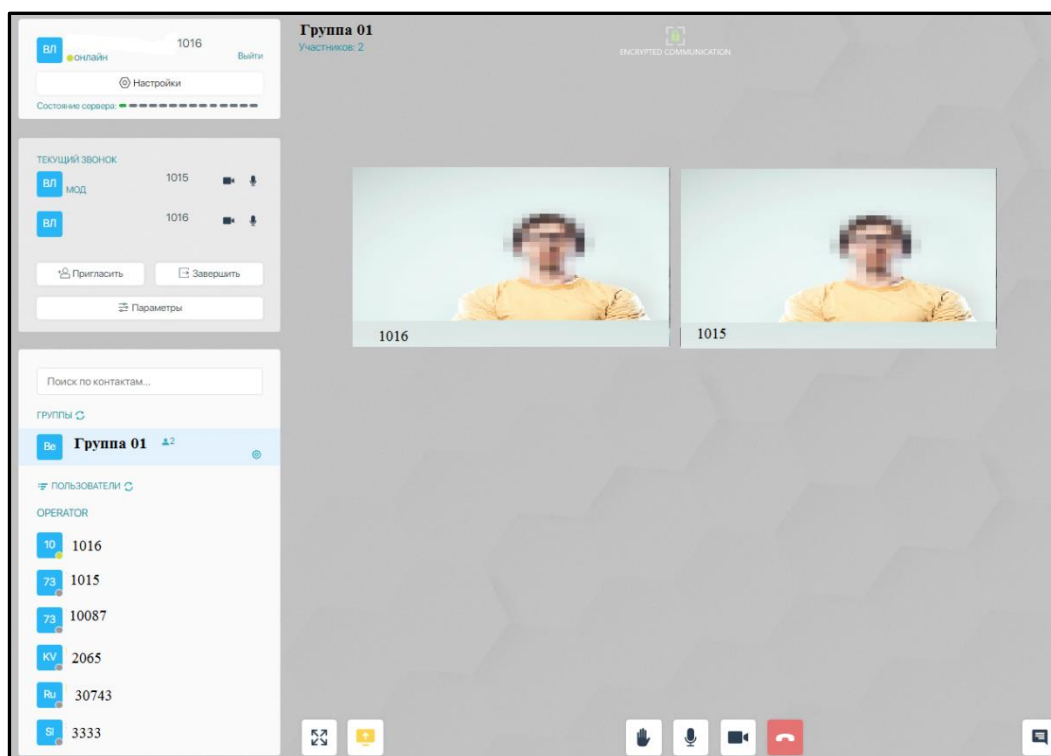 ВЛ
1016
онлайн
Выйти
Настройки
Состояние сервера:
ТЕКУЩИЙ ЗВОНОК
ВЛ
МОД
1015
ВЛ
1016
Пригласить
Завершить
Параметры
Поиск по контактам...
ГРУППЫ
Ве
Группа 01
2
ПОЛЬЗОВАТЕЛИ
OPERATOR
10 1016
73 1015
73 10087
KV 2065
Ru 30743
SI 3333
Группа 01
Участников: 2
ENCRYPTED COMMUNICATION
1016
1015